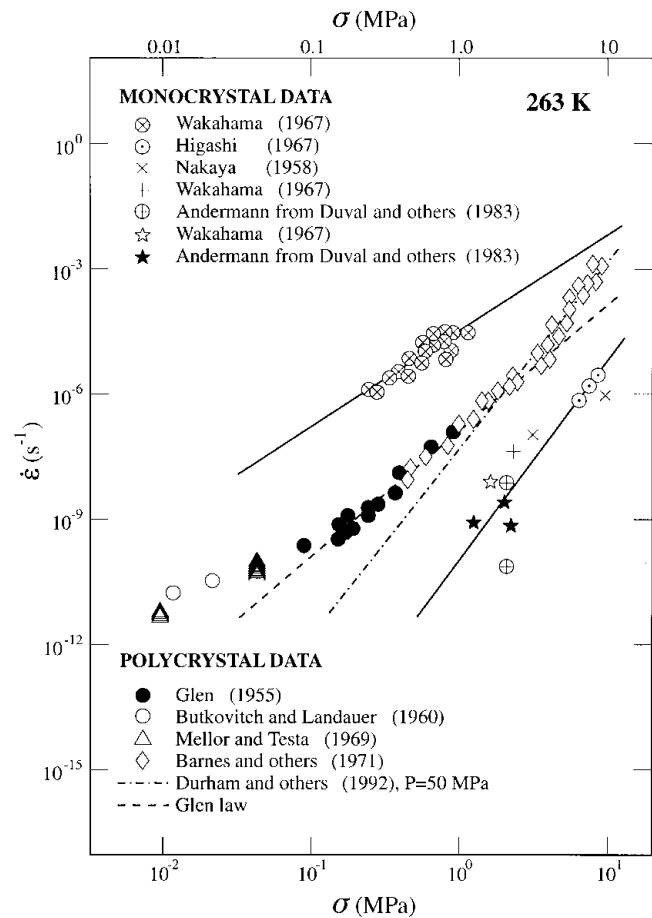 σ (MPa)
0.01 0.1 1.0 10
MONOCRYSTAL DATA
263 K
Wakahama (1967)
Higashi (1967)
Nakaya (1958)
Wakahama (1967)
Andermann from Duval and others (1983)
Wakahama (1967)
Andermann from Duval and others (1983)
10⁰
10⁻³
10⁻⁶
ε̇ (s⁻¹)
10⁻⁹
10⁻¹²
POLYCRYSTAL DATA
Glen (1955)
Butkovitch and Landauer (1960)
Mellor and Testa (1969)
Barnes and others (1971)
Durham and others (1992), P=50 MPa
Glen law
10⁻¹⁵
10⁻² 10⁻¹ 10⁰ 10¹
σ (MPa)